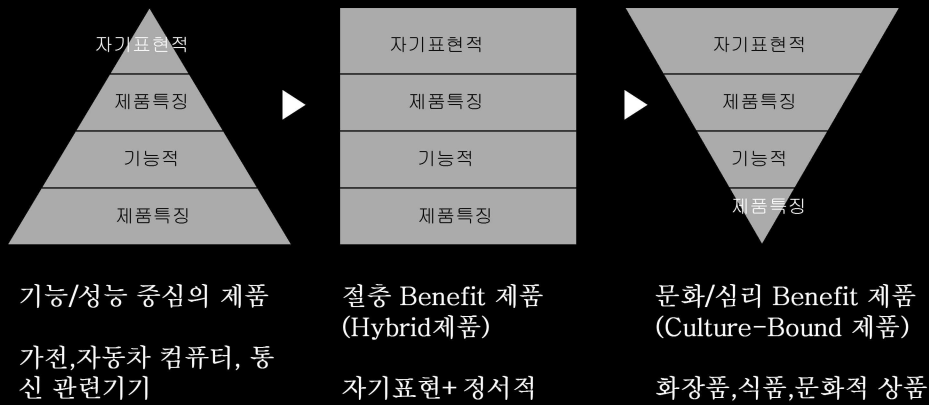 자기표현적
제품특징
기능적
제품특징
기능/성능 중심의 제품
가전,자동차 컴퓨터, 통
신 관련기기
자기표현적
제품특징
기능적
제품특징
절충 Benefit 제품
(Hybrid제품)
자기표현+ 정서적
자기표현적
제품특징
기능적
제품특징
문화/심리 Benefit 제품
(Culture-Bound 제품)
화장품,식품,문화적 상품